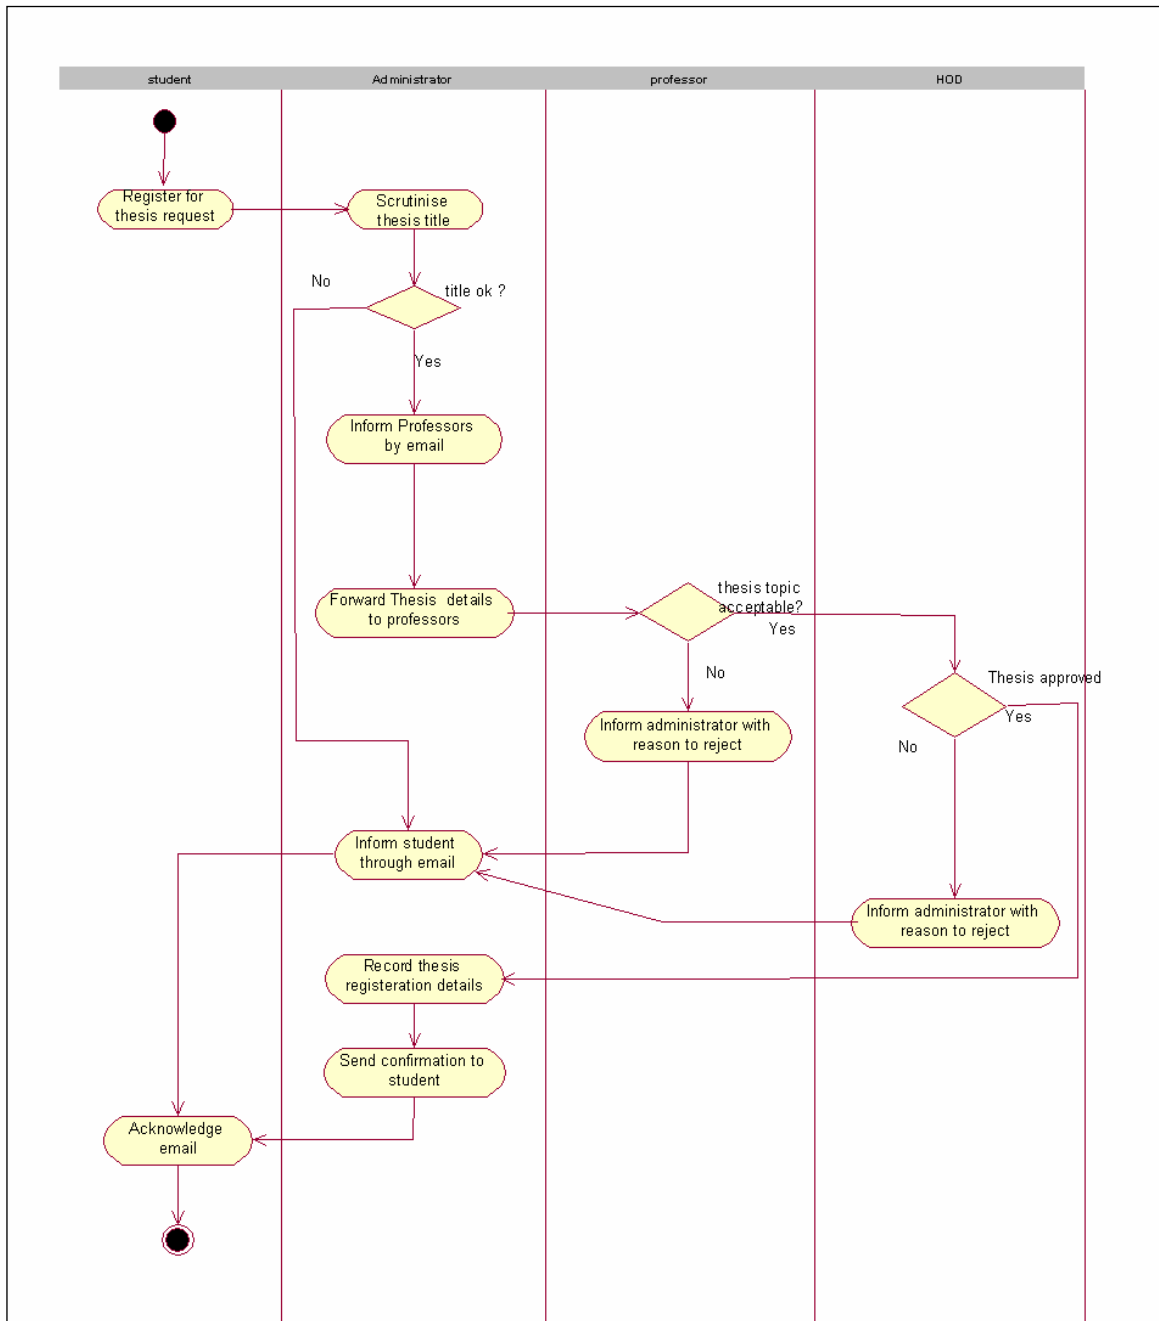 student
Administrator
professor
HOD
Register for
thesis request
Scrutinise
thesis title
No
title ok ?
Yes
Inform Professors
by email
Forward Thesis details
to professors
thesis topic
acceptable?
Yes
No
Thesis approved
Yes
No
Inform administrator with
reason to reject
Inform student
through email
Inform administrator with
reason to reject
Record thesis
registeration details
Send confirmation to
student
Acknowledge
email